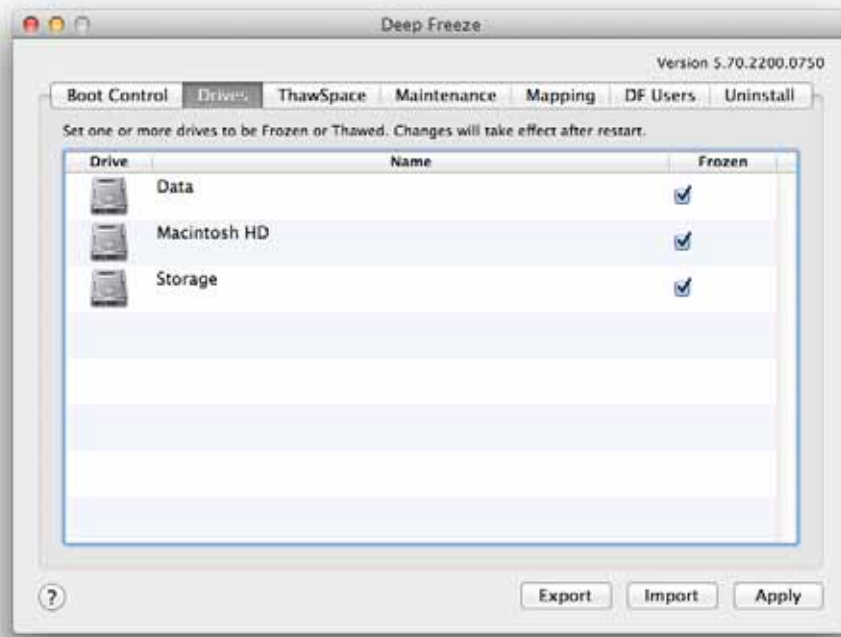 Deep Freeze
Version 5.70.2200.0750
Boot Control Drives ThawSpace Maintenance Mapping DF Users Uninstall
Set one or more drives to be Frozen or Thawed. Changes will take effect after restart.
Drive Name Frozen
Data
Macintosh HD
Storage
? Export Import Apply